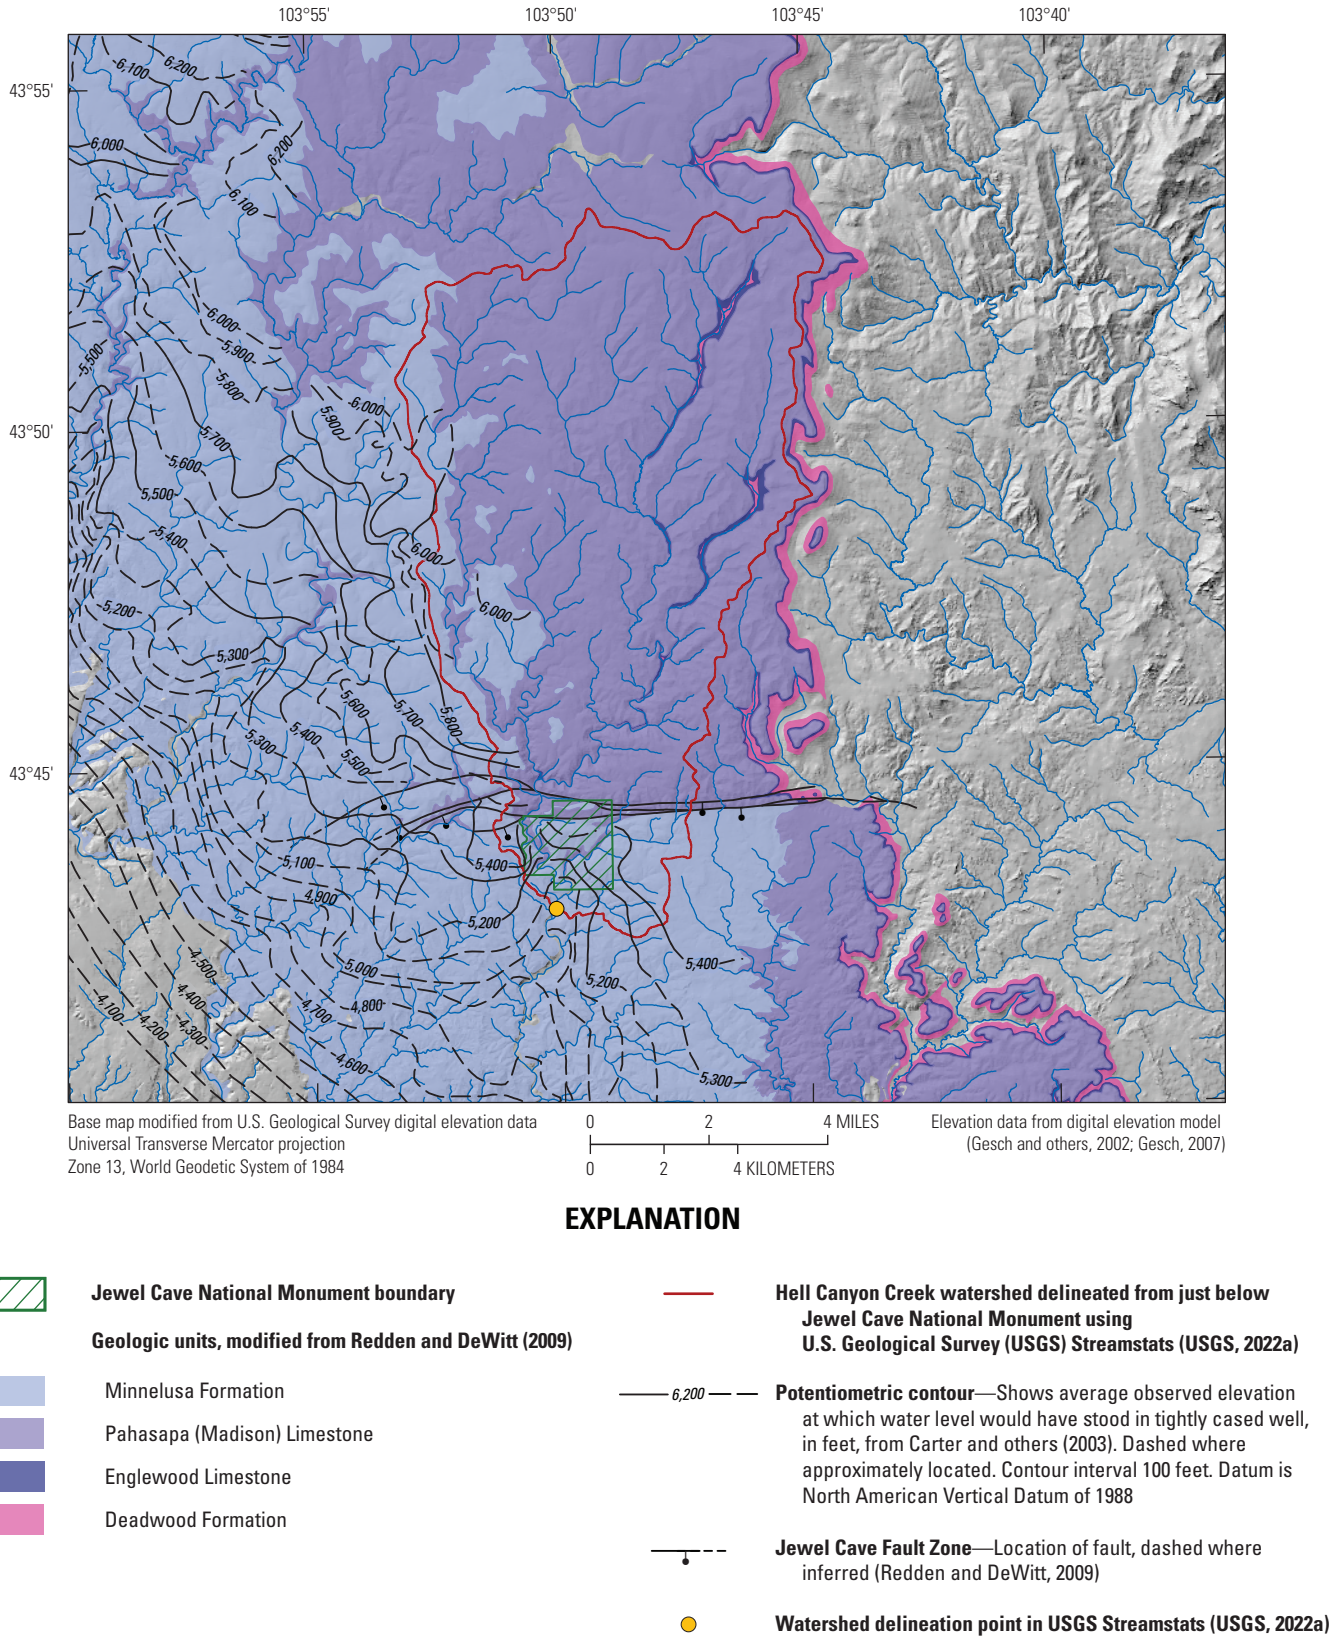 103°55' 103°50' 103°45' 103°40'
43°55'
43°50'
43°45'
6,100
6,200
6,000
6,200
6,100
6,000
5,900
5,800
5,500
6,000
5,900
5,700
5,600
5,500
5,400
6,000
5,200
6,000
5,300
5,600
5,700
5,800
5,300
5,400
5,500
5,100
5,400
4,900
5,200
5,000
5,400
4,500
5,200
4,400
4,100
4,200
4,300
4,700
4,800
4,600
5,300
Base map modified from U.S. Geological Survey digital elevation data
Universal Transverse Mercator projection
Zone 13, World Geodetic System of 1984
0 2 4 MILES
0 2 4 KILOMETERS
Elevation data from digital elevation model
(Gesch and others, 2002; Gesch, 2007)
EXPLANATION
Jewel Cave National Monument boundary
Geologic units, modified from Redden and DeWitt (2009)
Minnelusa Formation
Pahasapa (Madison) Limestone
Englewood Limestone
Deadwood Formation
Hell Canyon Creek watershed delineated from just below
Jewel Cave National Monument using
U.S. Geological Survey (USGS) Streamstats (USGS, 2022a)
6,200
Potentiometric contour—Shows average observed elevation
at which water level would have stood in tightly cased well,
in feet, from Carter and others (2003). Dashed where
approximately located. Contour interval 100 feet. Datum is
North American Vertical Datum of 1988
Jewel Cave Fault Zone—Location of fault, dashed where
inferred (Redden and DeWitt, 2009)
Watershed delineation point in USGS Streamstats (USGS, 2022a)